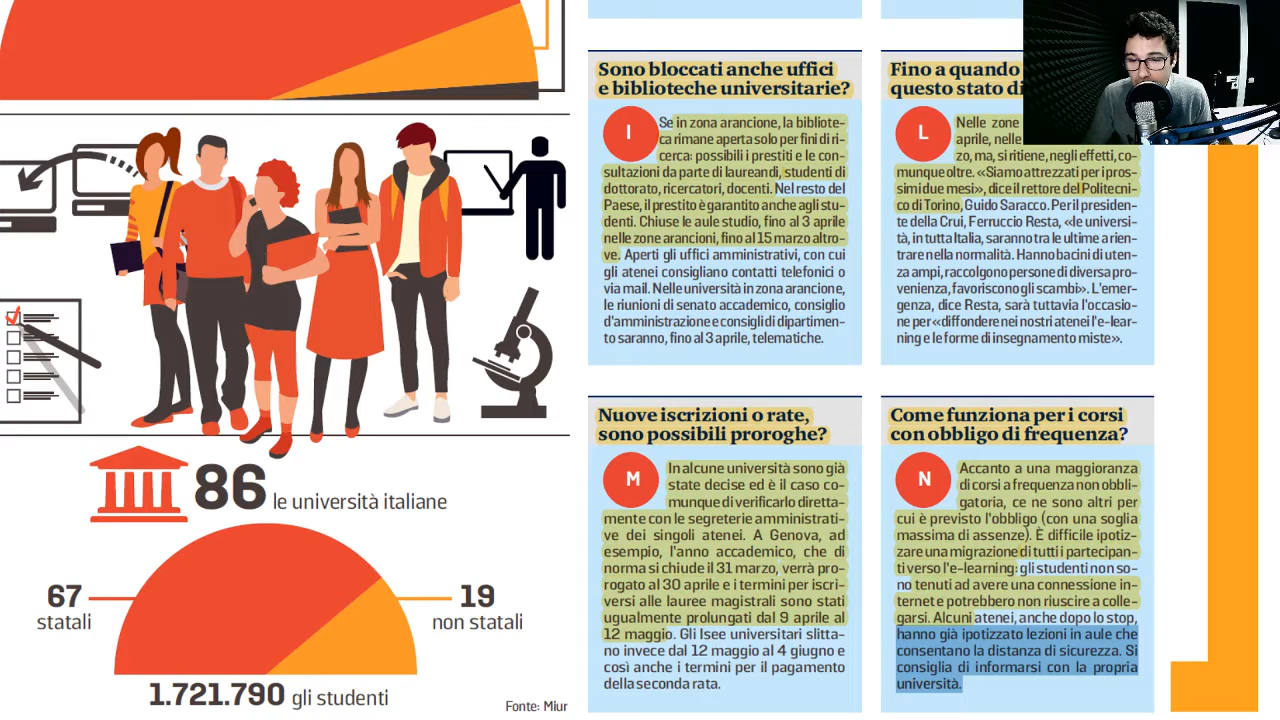 86 le università italiane
67
statali
19
non statali
1.721.790 gli studenti
Fonte: Miur
Sono bloccati anche uffici
e biblioteche universitarie?
I
Se in zona arancione, la bibliote-
ca rimane aperta solo per fini di ri-
cerca: possibili i prestiti e le con-
sultazioni da parte di laureandi, studenti di
dottorato, ricercatori, docenti. Nel resto del
Paese, il prestito è garantito anche agli stu-
denti. Chiuse le aule studio, fino al 3 aprile
nelle zone arancioni, fino al 15 marzo altro-
ve. Aperti gli uffici amministrativi, con cui
gli atenei consigliano contatti telefonici o
via mail. Nelle università in zona arancione,
le riunioni di senato accademico, consiglio
d'amministrazione e consigli di dipartimen-
to saranno, fino al 3 aprile, telematiche.
Nuove iscrizioni o rate,
sono possibili proroghe?
M
In alcune università sono già
state decise ed è il caso co-
munque di verificarlo diretta-
mente con le segreterie amministrati-
ve dei singoli atenei. A Genova, ad
esempio, l'anno accademico, che di
norma si chiude il 31 marzo, verrà pro-
rogato al 30 aprile e i termini per iscri-
versi alle lauree magistrali sono stati
ugualmente prolungati dal 9 aprile al
12 maggio. Gli Isee universitari slitta-
no invece dal 12 maggio al 4 giugno e
così anche i termini per il pagamento
della seconda rata.
Fino a quando
questo stato di
L
Nelle zone
aprile, nelle
zo, ma, si ritiene, negli effetti, co-
munque oltre. «Siamo attrezzati per i pros-
simi due mesi», dice il rettore del Politecni-
co di Torino, Guido Saracco. Per il presiden-
te della Crui, Ferruccio Resta, «le universi-
tà, in tutta Italia, saranno tra le ultime a rien-
trare nella normalità. Hanno bacini di uten-
za ampi, raccolgono persone di diversa pro-
venienza, favoriscono gli scambi». L'emer-
genza, dice Resta, sarà tuttavia l'occasio-
ne per «diffondere nei nostri atenei l'e-lear-
ning e le forme di insegnamento miste».
Come funziona per i corsi
con obbligo di frequenza?
N
Accanto a una maggioranza
di corsi a frequenza non obbli-
gatoria, ce ne sono altri per
cui è previsto l'obbligo (con una soglia
massima di assenze). È difficile ipotiz-
zare una migrazione di tutti i partecipan-
ti verso l'e-learning: gli studenti non so-
no tenuti ad avere una connessione in-
ternet e potrebbero non riuscire a colle-
garsi. Alcuni atenei, anche dopo lo stop,
hanno già ipotizzato lezioni in aule che
consentano la distanza di sicurezza. Si
consiglia di informarsi con la propria
università.